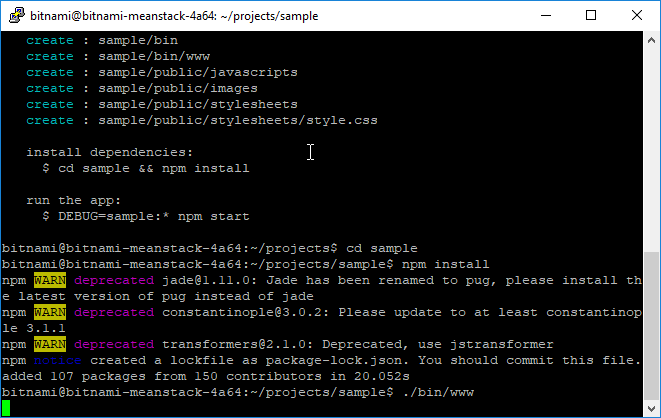 bitnami@bitnami-meanstack-4a64: ~/projects/sample
create : sample/bin
create : sample/bin/www
create : sample/public/javascripts
create : sample/public/images
create : sample/public/stylesheets
create : sample/public/stylesheets/style.css
install dependencies:
$ cd sample && npm install
run the app:
$ DEBUG=sample:* npm start
bitnami@bitnami-meanstack-4a64:~/projects$ cd sample
bitnami@bitnami-meanstack-4a64:~/projects/sample$ npm install
npm WARN deprecated jade@1.11.0: Jade has been renamed to pug, please install th
e latest version of pug instead of jade
npm WARN deprecated constantinople@3.0.2: Please update to at least constantinop
le 3.1.1
npm WARN deprecated transformers@2.1.0: Deprecated, use jstransformer
npm notice created a lockfile as package-lock.json. You should commit this file.
added 107 packages from 150 contributors in 20.052s
bitnami@bitnami-meanstack-4a64:~/projects/sample$ ./bin/www